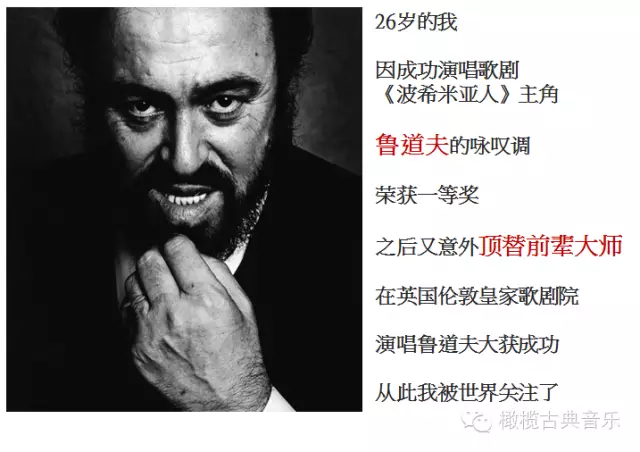 26岁的我
因成功演唱歌剧
《波希米亚人》主角
鲁道夫的咏叹调
荣获一等奖
之后又意外顶替前辈大师
在英国伦敦皇家歌剧院
演唱鲁道夫大获成功
从此我被世界关注了
橄榄古典音乐